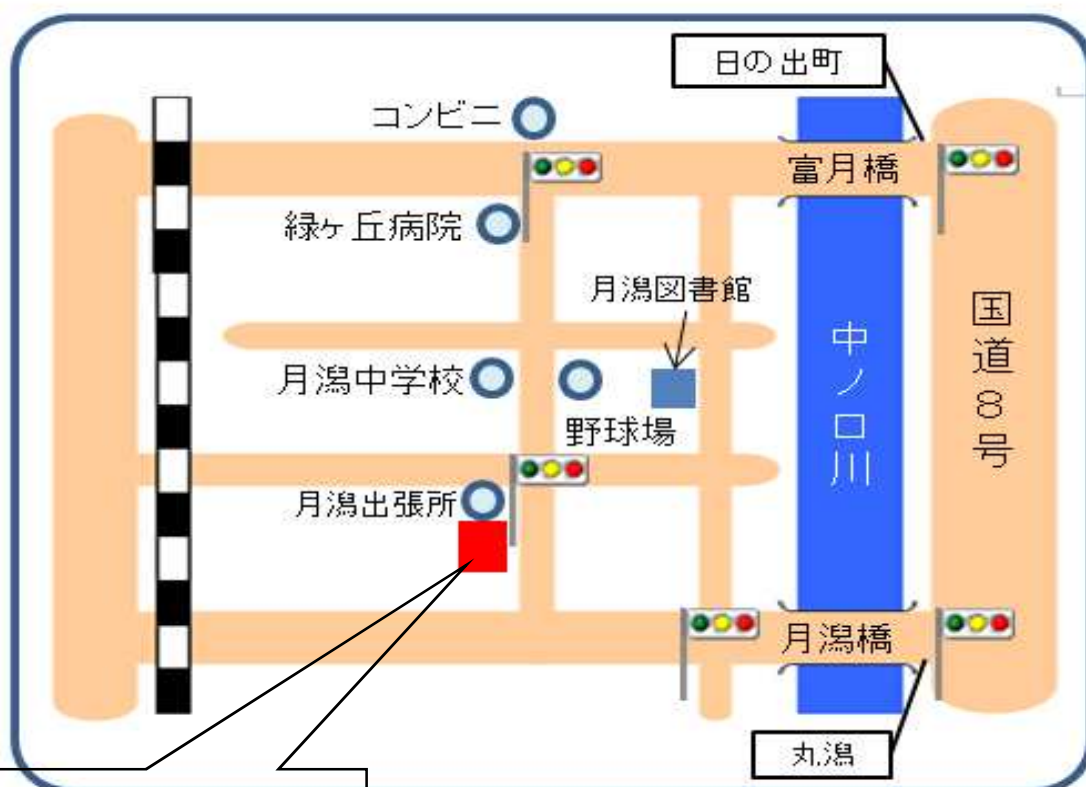 日の出町
コンビニ
富月橋
緑ヶ丘病院
月潟図書館
国道8号
中ノ口川
月潟中学校
野球場
月潟出張所
月潟橋
丸潟